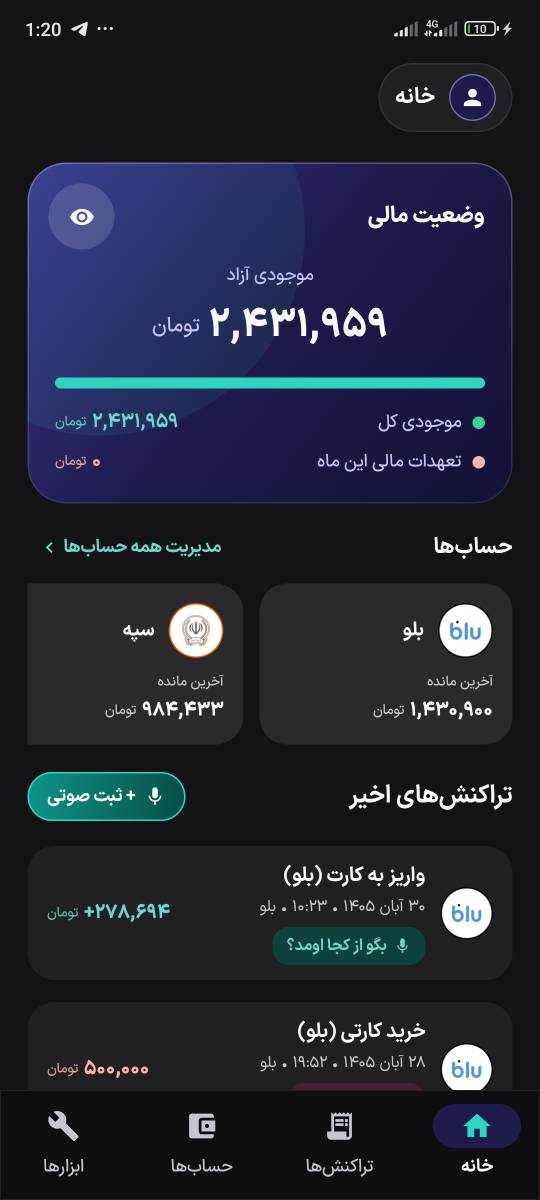 1:20
4G
10
خانه
وضعیت مالی
موجودی آزاد
۲,۴۳۱,۹۵۹ تومان
موجودی کل
۲,۴۳۱,۹۵۹ تومان
تعهدات مالی این ماه
۰ تومان
حساب‌ها
مدیریت همه حساب‌ها
blu
بلو
آخرین مانده
۱,۴۳۰,۹۰۰ تومان
سپه
آخرین مانده
۹۸۴,۴۳۳ تومان
تراکنش‌های اخیر
+ ثبت صوتی
blu
واریز به کارت (بلو)
۳۰ آبان ۱۴۰۵ • ۱۰:۲۳ • بلو
+۲۷۸,۶۹۴ تومان
بگو از کجا اومد؟
blu
خرید کارتی (بلو)
۲۸ آبان ۱۴۰۵ • ۱۹:۵۲ • بلو
۵۰۰,۰۰۰ تومان
خانه
تراکنش‌ها
حساب‌ها
ابزارها